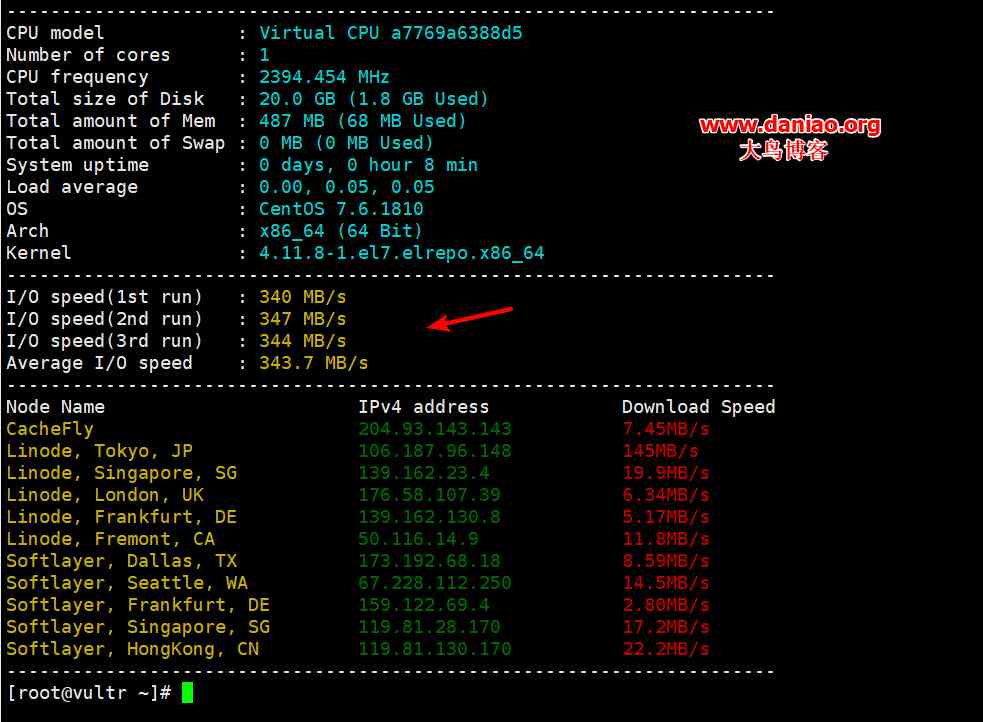 ----------------------------------------------------------------------
CPU model            : Virtual CPU a7769a6388d5
Number of cores      : 1
CPU frequency        : 2394.454 MHz
Total size of Disk   : 20.0 GB (1.8 GB Used)
Total amount of Mem  : 487 MB (68 MB Used)
www.daniao.org
Total amount of Swap : 0 MB (0 MB Used)
大鸟博客
System uptime        : 0 days, 0 hour 8 min
Load average         : 0.00, 0.05, 0.05
OS                   : CentOS 7.6.1810
Arch                 : x86_64 (64 Bit)
Kernel               : 4.11.8-1.el7.elrepo.x86_64
----------------------------------------------------------------------
I/O speed(1st run)   : 340 MB/s
I/O speed(2nd run)   : 347 MB/s
I/O speed(3rd run)   : 344 MB/s
Average I/O speed    : 343.7 MB/s
----------------------------------------------------------------------
Node Name                       IPv4 address            Download Speed
CacheFly                        204.93.143.143          7.45MB/s
Linode, Tokyo, JP               106.187.96.148          145MB/s
Linode, Singapore, SG           139.162.23.4            19.9MB/s
Linode, London, UK              176.58.107.39           6.34MB/s
Linode, Frankfurt, DE           139.162.130.8           5.17MB/s
Linode, Fremont, CA             50.116.14.9             11.8MB/s
Softlayer, Dallas, TX           173.192.68.18           8.59MB/s
Softlayer, Seattle, WA          67.228.112.250          14.5MB/s
Softlayer, Frankfurt, DE        159.122.69.4            2.80MB/s
Softlayer, Singapore, SG        119.81.28.170           17.2MB/s
Softlayer, HongKong, CN         119.81.130.170          22.2MB/s
----------------------------------------------------------------------
[root@vultr ~]#